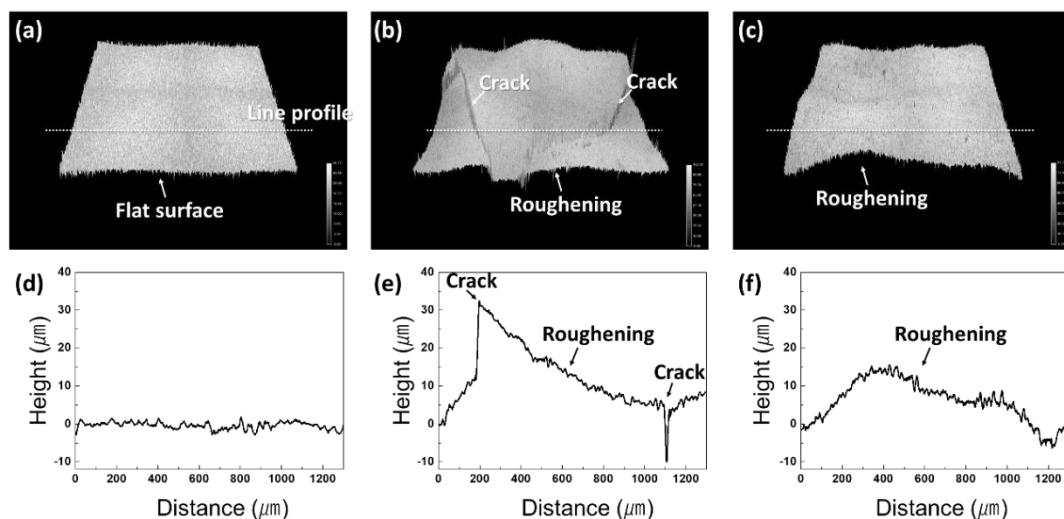 (a)
Line profile
Flat surface
(b)
Crack
Crack
Roughening
(c)
Roughening
(d)
40
30
20
10
0
-10
Height (μm)
0 200 400 600 800 1000 1200
Distance (μm)
(e)
Crack
Roughening
Crack
40
30
20
10
0
-10
Height (μm)
0 200 400 600 800 1000 1200
Distance (μm)
(f)
Roughening
40
30
20
10
0
-10
Height (μm)
0 200 400 600 800 1000 1200
Distance (μm)